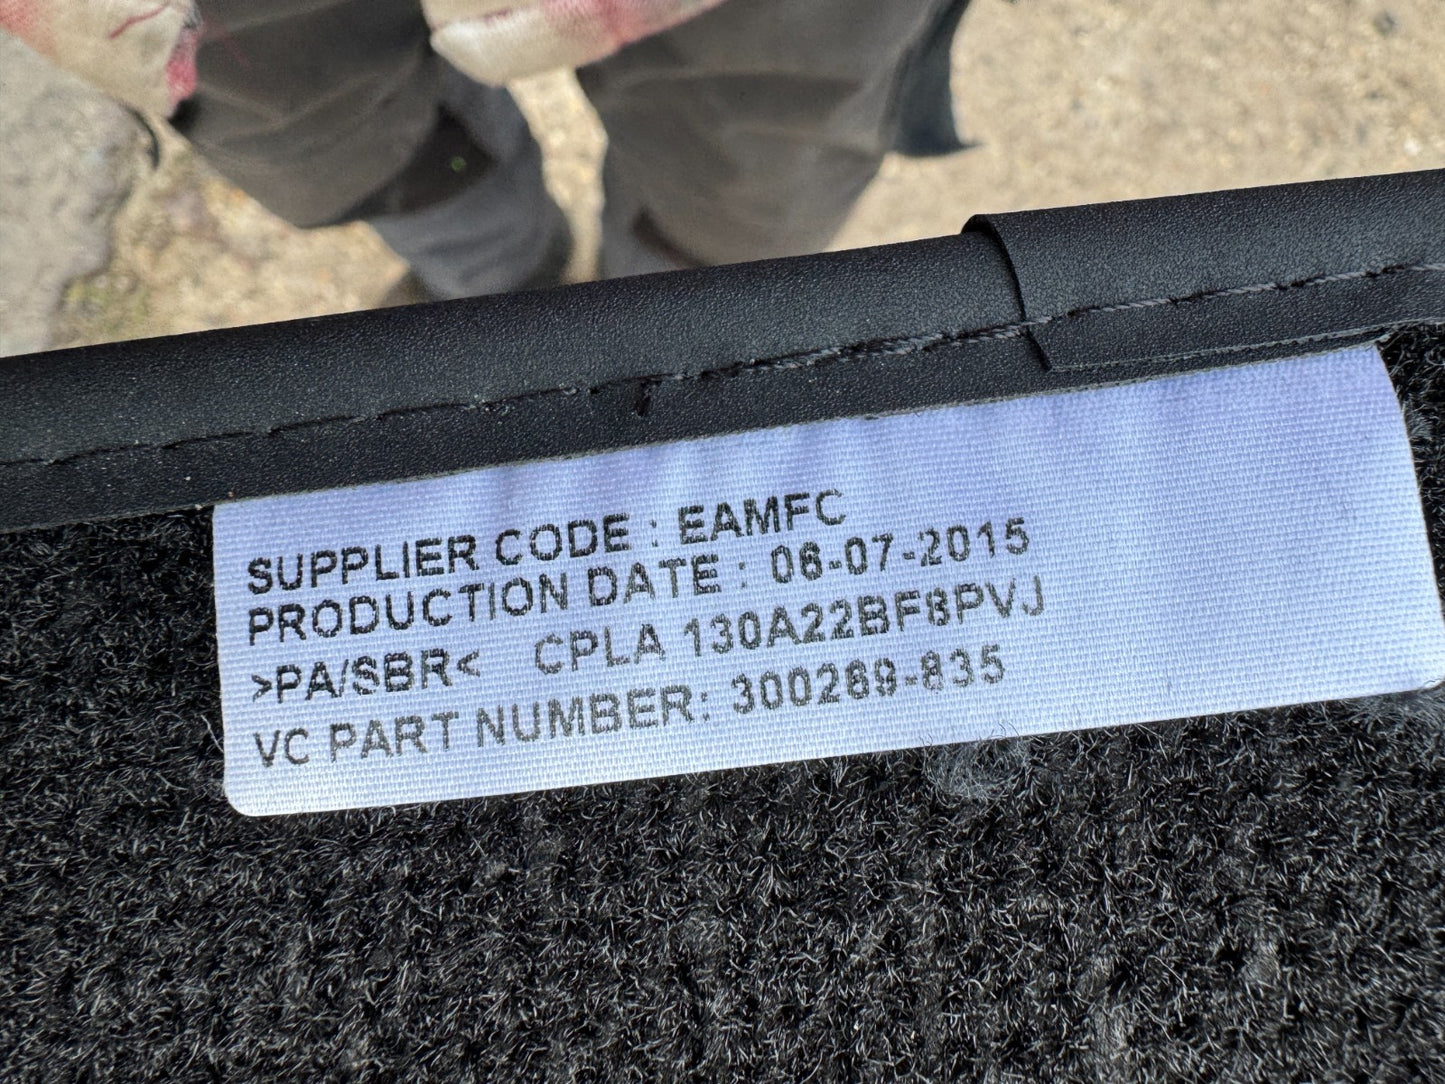 SUPPLIER CODE : EAMFC
PRODUCTION DATE : 06-07-2015
>PA/SBR< CPLA 130A22BF8PVJ
VC PART NUMBER: 300289-835